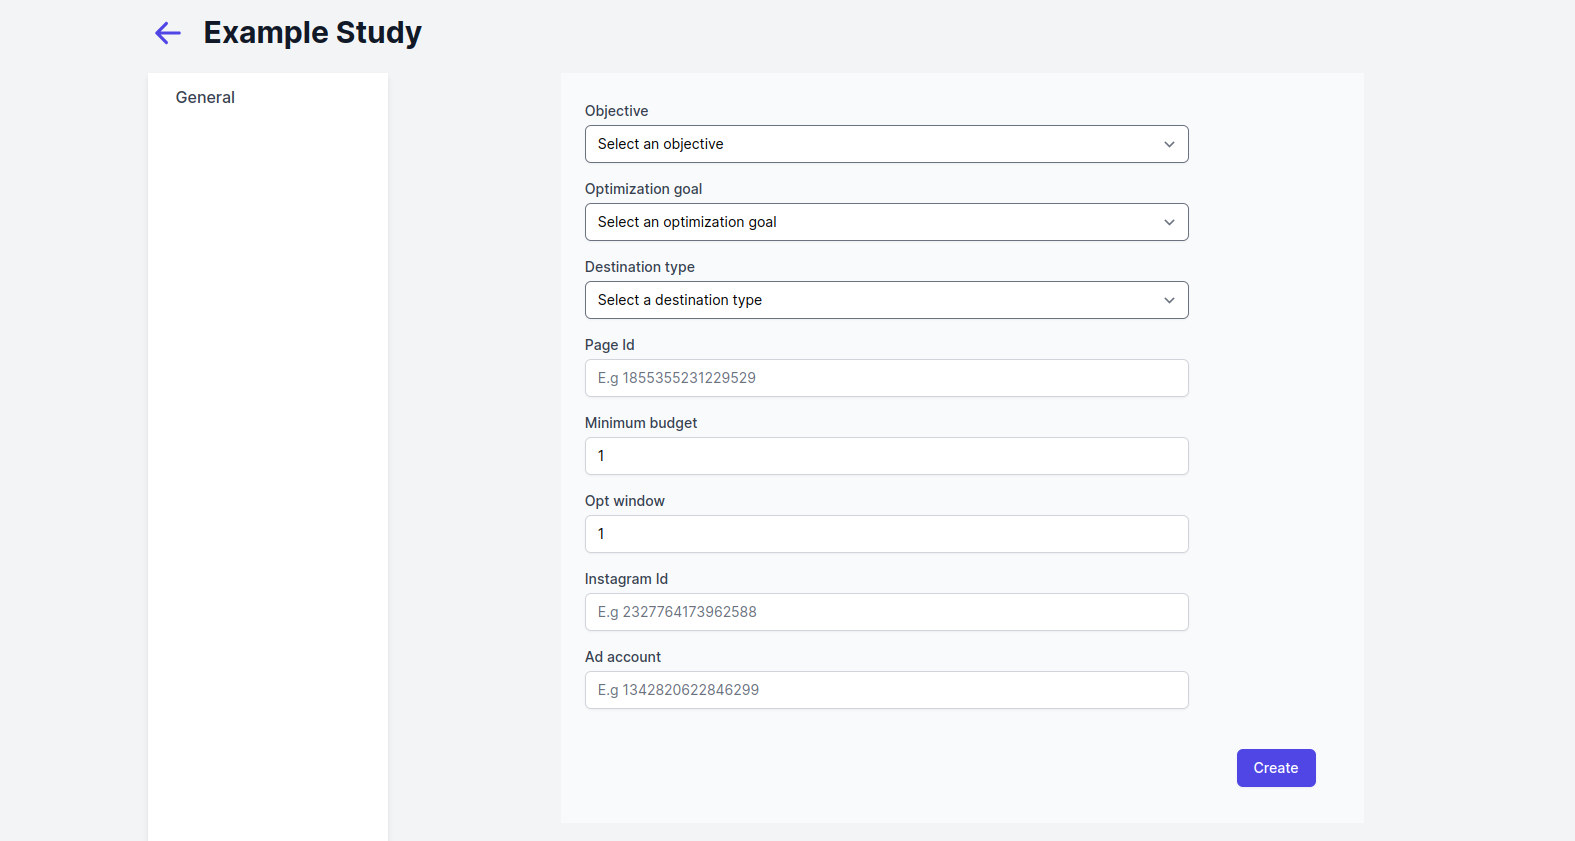 Example Study
General
Objective
Select an objective
Optimization goal
Select an optimization goal
Destination type
Select a destination type
Page Id
E.g 1855355231229529
Minimum budget
1
Opt window
1
Instagram Id
E.g 2327764173962588
Ad account
E.g 1342820622846299
Create